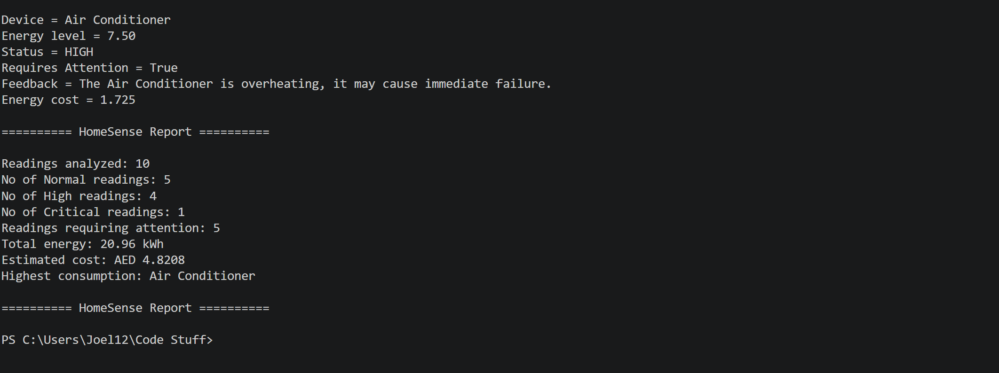 Device = Air Conditioner
Energy level = 7.50
Status = HIGH
Requires Attention = True
Feedback = The Air Conditioner is overheating, it may cause immediate failure.
Energy cost = 1.725
========== HomeSense Report ==========
Readings analyzed: 10
No of Normal readings: 5
No of High readings: 4
No of Critical readings: 1
Readings requiring attention: 5
Total energy: 20.96 kWh
Estimated cost: AED 4.8208
Highest consumption: Air Conditioner
========== HomeSense Report ==========
PS C:\Users\Joel12\Code Stuff>